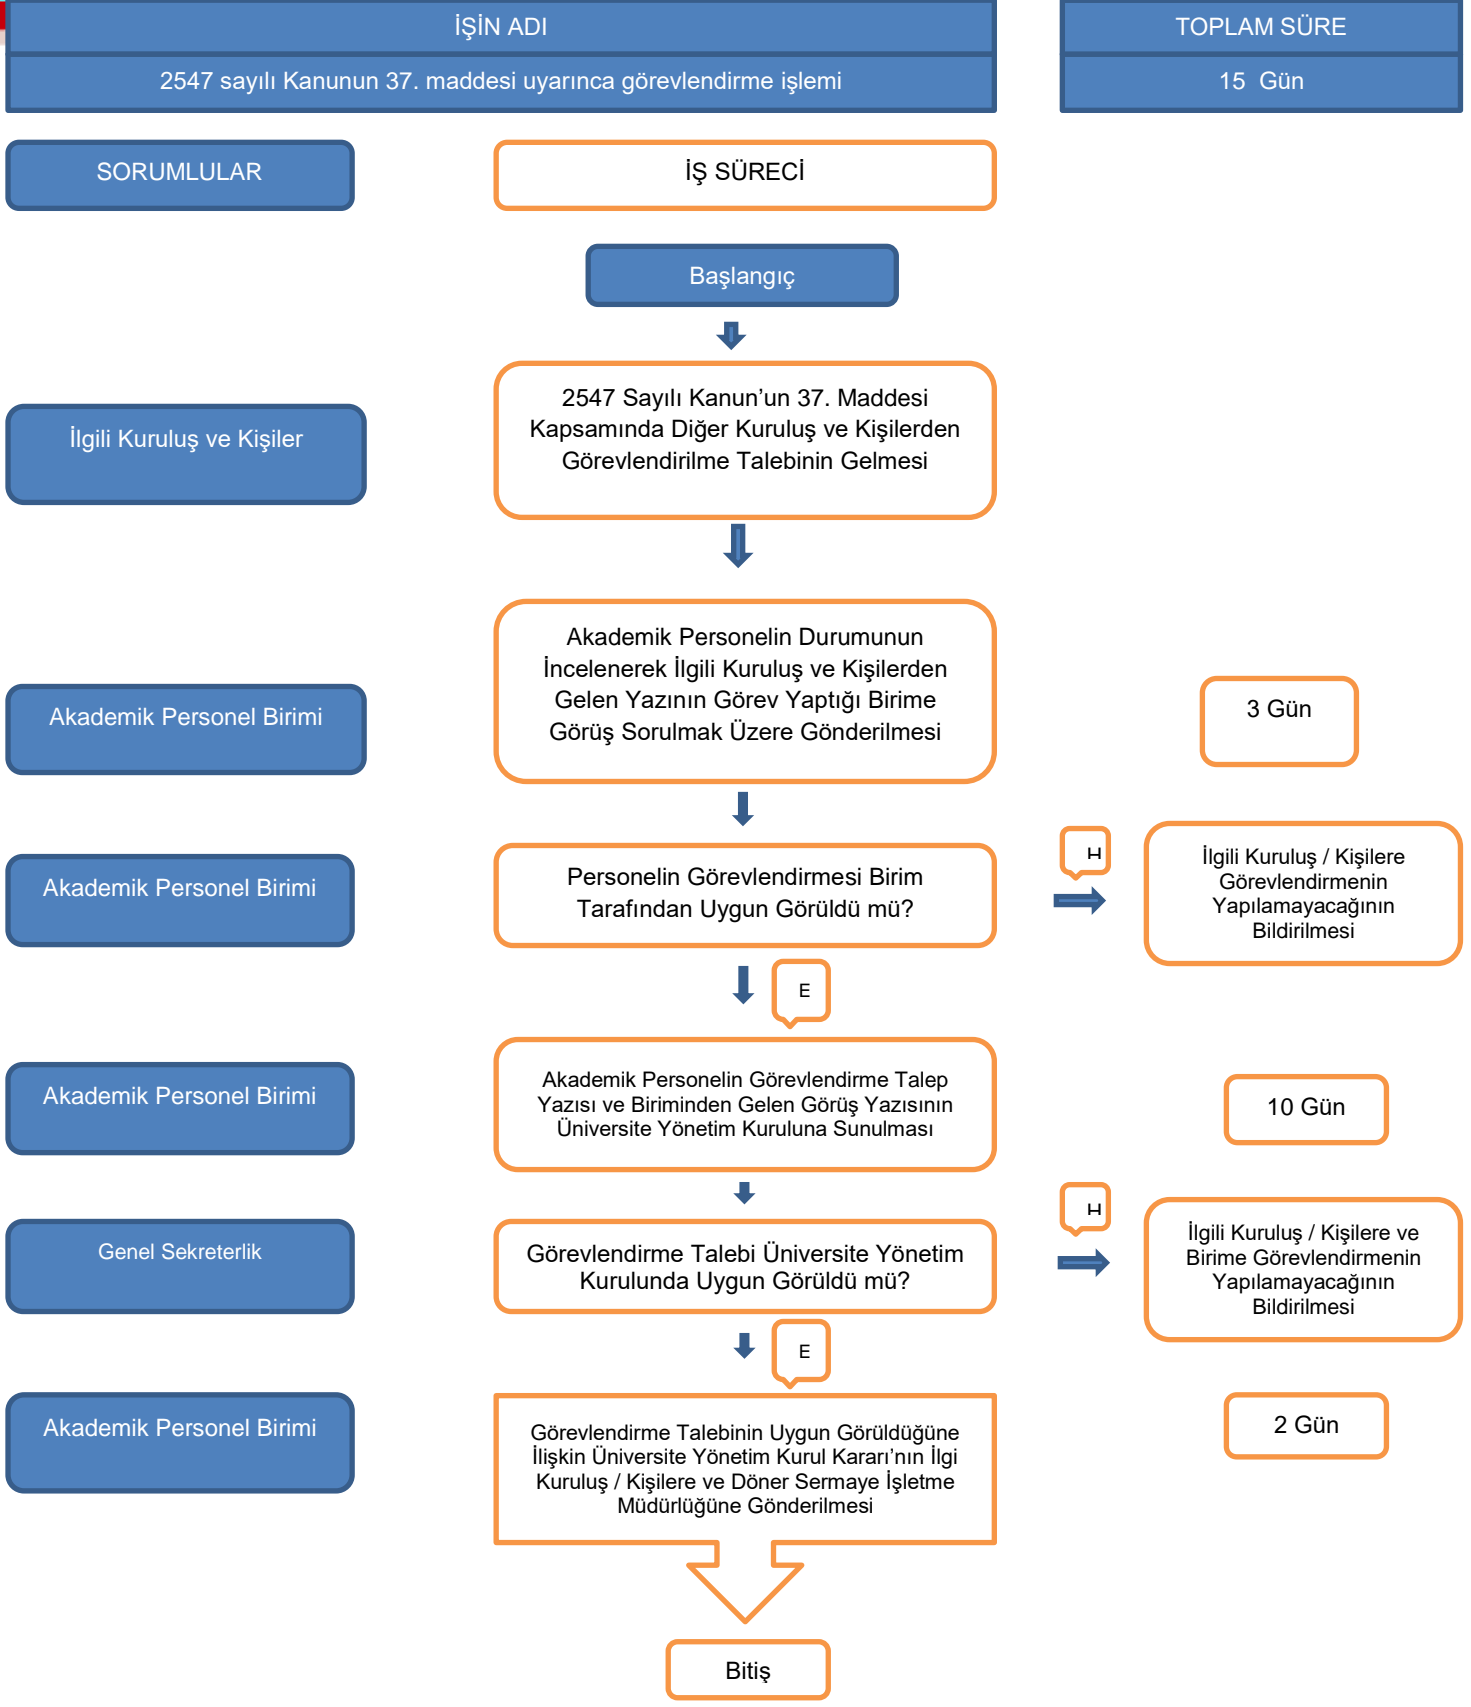 İŞİN ADI
TOPLAM SÜRE
2547 sayılı Kanunun 37. maddesi uyarınca görevlendirme işlemi
15 Gün
SORUMLULAR
İŞ SÜRECİ
Başlangıç
İlgili Kuruluş ve Kişiler
2547 Sayılı Kanun’un 37. Maddesi
Kapsamında Diğer Kuruluş ve Kişilerden
Görevlendirilme Talebinin Gelmesi
Akademik Personel Birimi
Akademik Personelin Durumunun
İncelenerek İlgili Kuruluş ve Kişilerden
Gelen Yazının Görev Yaptığı Birime
Görüş Sorulmak Üzere Gönderilmesi
3 Gün
Akademik Personel Birimi
Personelin Görevlendirmesi Birim
Tarafından Uygun Görüldü mü?
H
İlgili Kuruluş / Kişilere
Görevlendirmenin
Yapılamayacağının
Bildirilmesi
E
Akademik Personel Birimi
Akademik Personelin Görevlendirme Talep
Yazısı ve Biriminden Gelen Görüş Yazısının
Üniversite Yönetim Kuruluna Sunulması
10 Gün
Genel Sekreterlik
Görevlendirme Talebi Üniversite Yönetim
Kurulunda Uygun Görüldü mü?
H
İlgili Kuruluş / Kişilere ve
Birime Görevlendirmenin
Yapılamayacağının
Bildirilmesi
E
Akademik Personel Birimi
Görevlendirme Talebinin Uygun Görüldüğüne
İlişkin Üniversite Yönetim Kurul Kararı’nın İlgi
Kuruluş / Kişilere ve Döner Sermaye İşletme
Müdürlüğüne Gönderilmesi
2 Gün
Bitiş